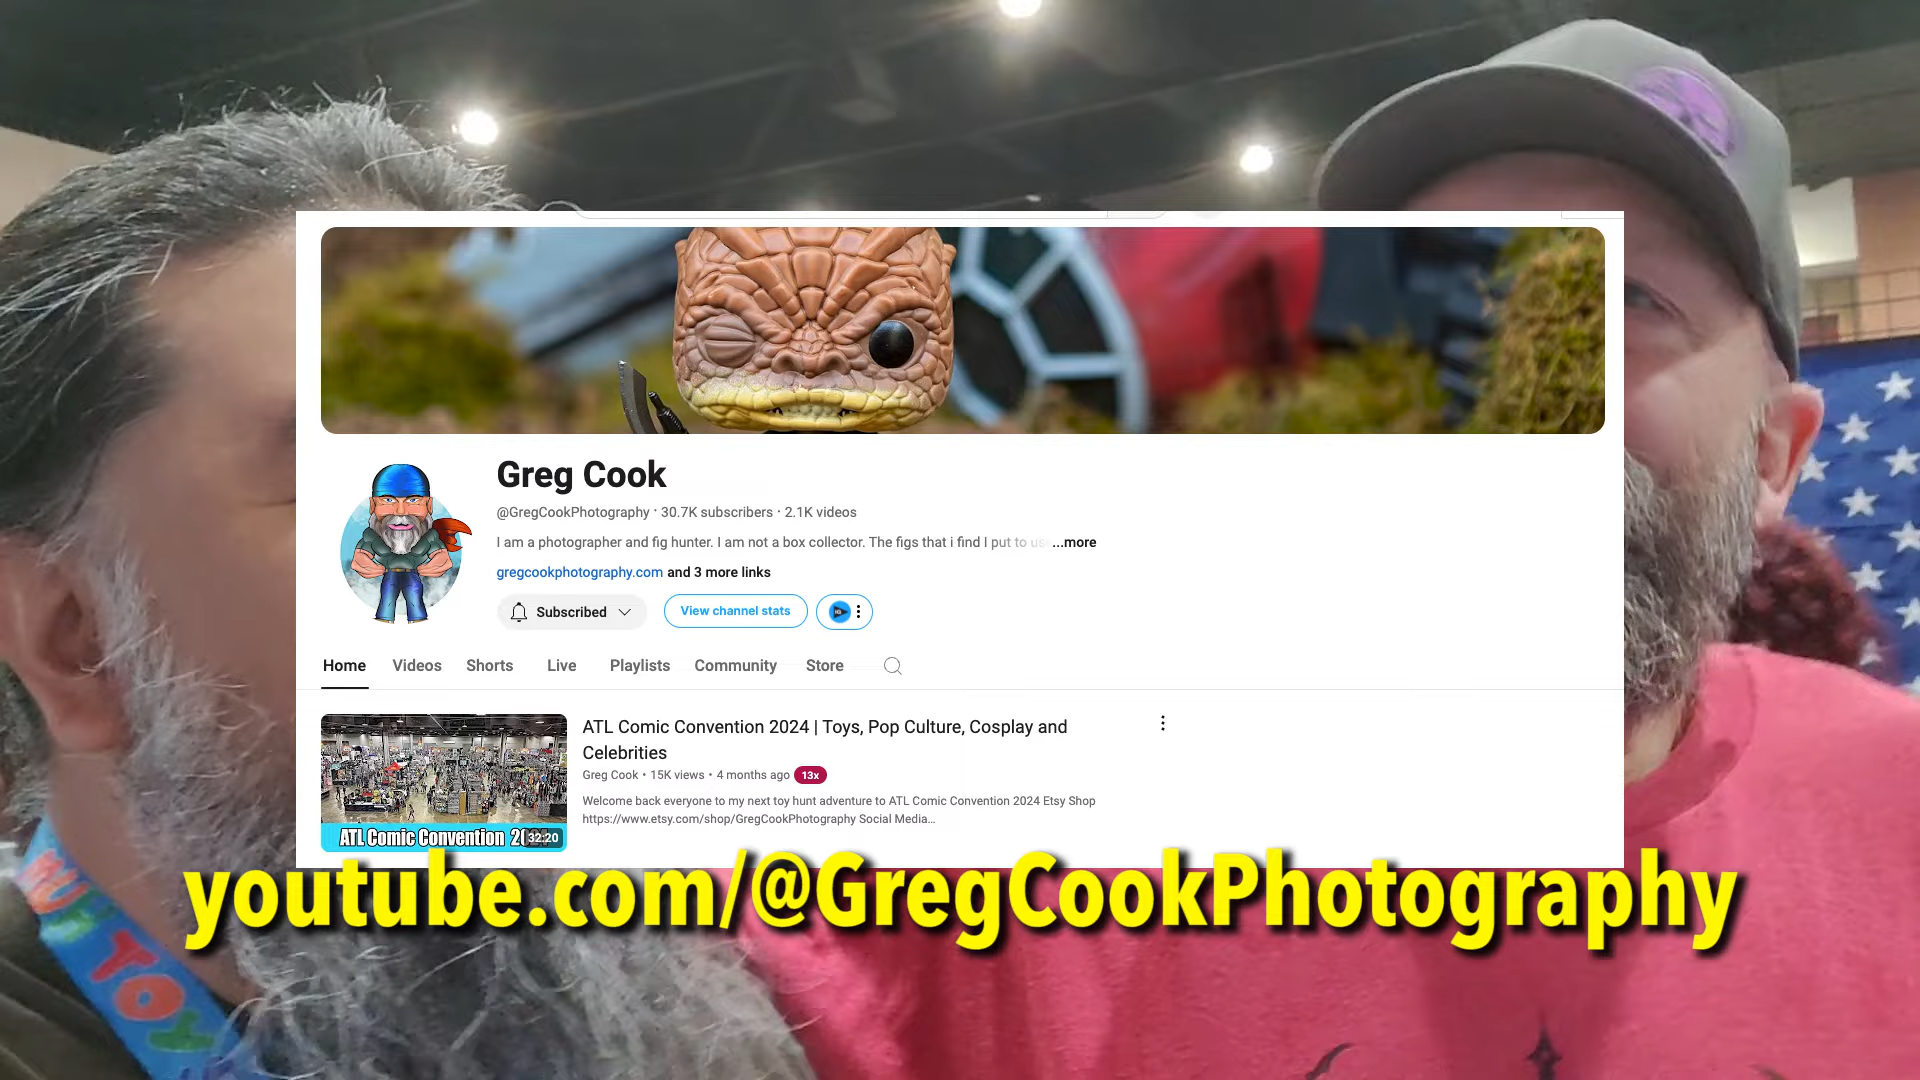 Greg Cook
@GregCookPhotography · 30.7K subscribers · 2.1K videos
I am a photographer and fig hunter. I am not a box collector. The figs that i find I put to us ...more
gregcookphotography.com and 3 more links
Subscribed
View channel stats
Home Videos Shorts Live Playlists Community Store
ATL Comic Convention 2024 | Toys, Pop Culture, Cosplay and
Celebrities
Greg Cook • 15K views • 4 months ago 13x
Welcome back everyone to my next toy hunt adventure to ATL Comic Convention 2024 Etsy Shop
https://www.etsy.com/shop/GregCookPhotography Social Media...
ATL Comic Convention
32:20
youtube.com/@GregCookPhotography
TOY